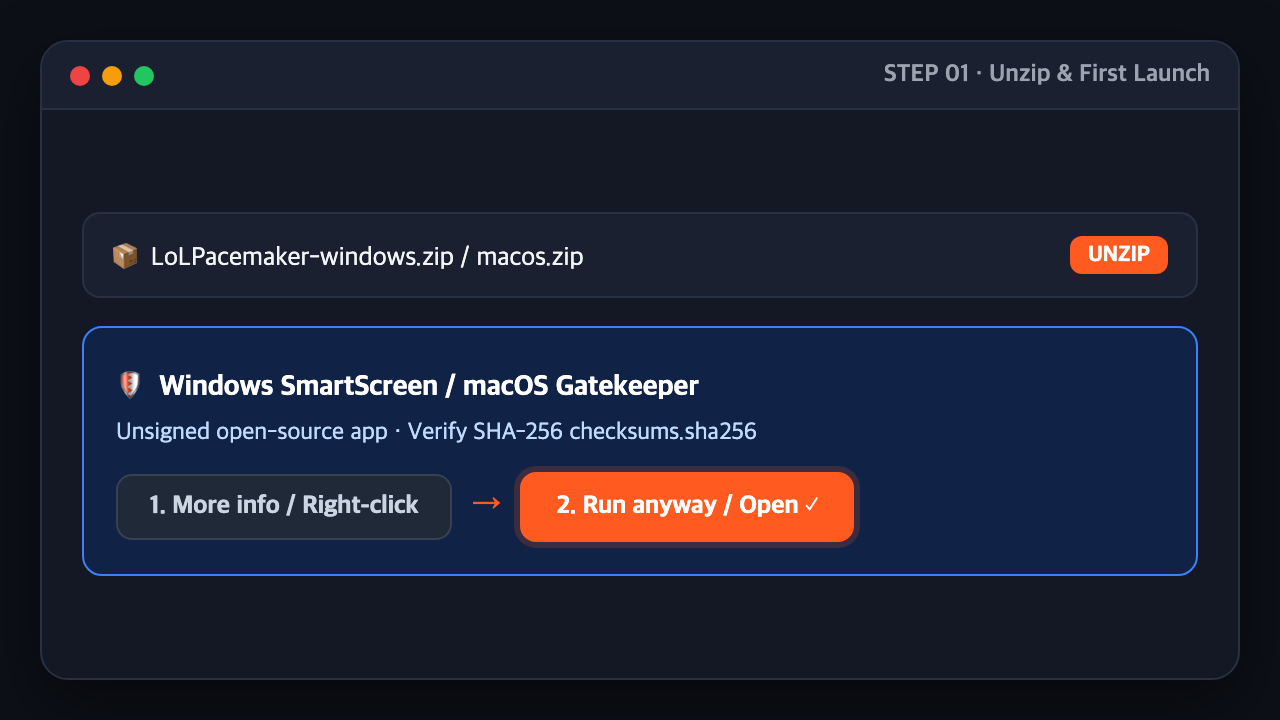 STEP 01 · Unzip & First Launch
LoLPacemaker-windows.zip / macos.zip
UNZIP
Windows SmartScreen / macOS Gatekeeper
Unsigned open-source app · Verify SHA-256 checksums.sha256
1. More info / Right-click
→
2. Run anyway / Open ✓